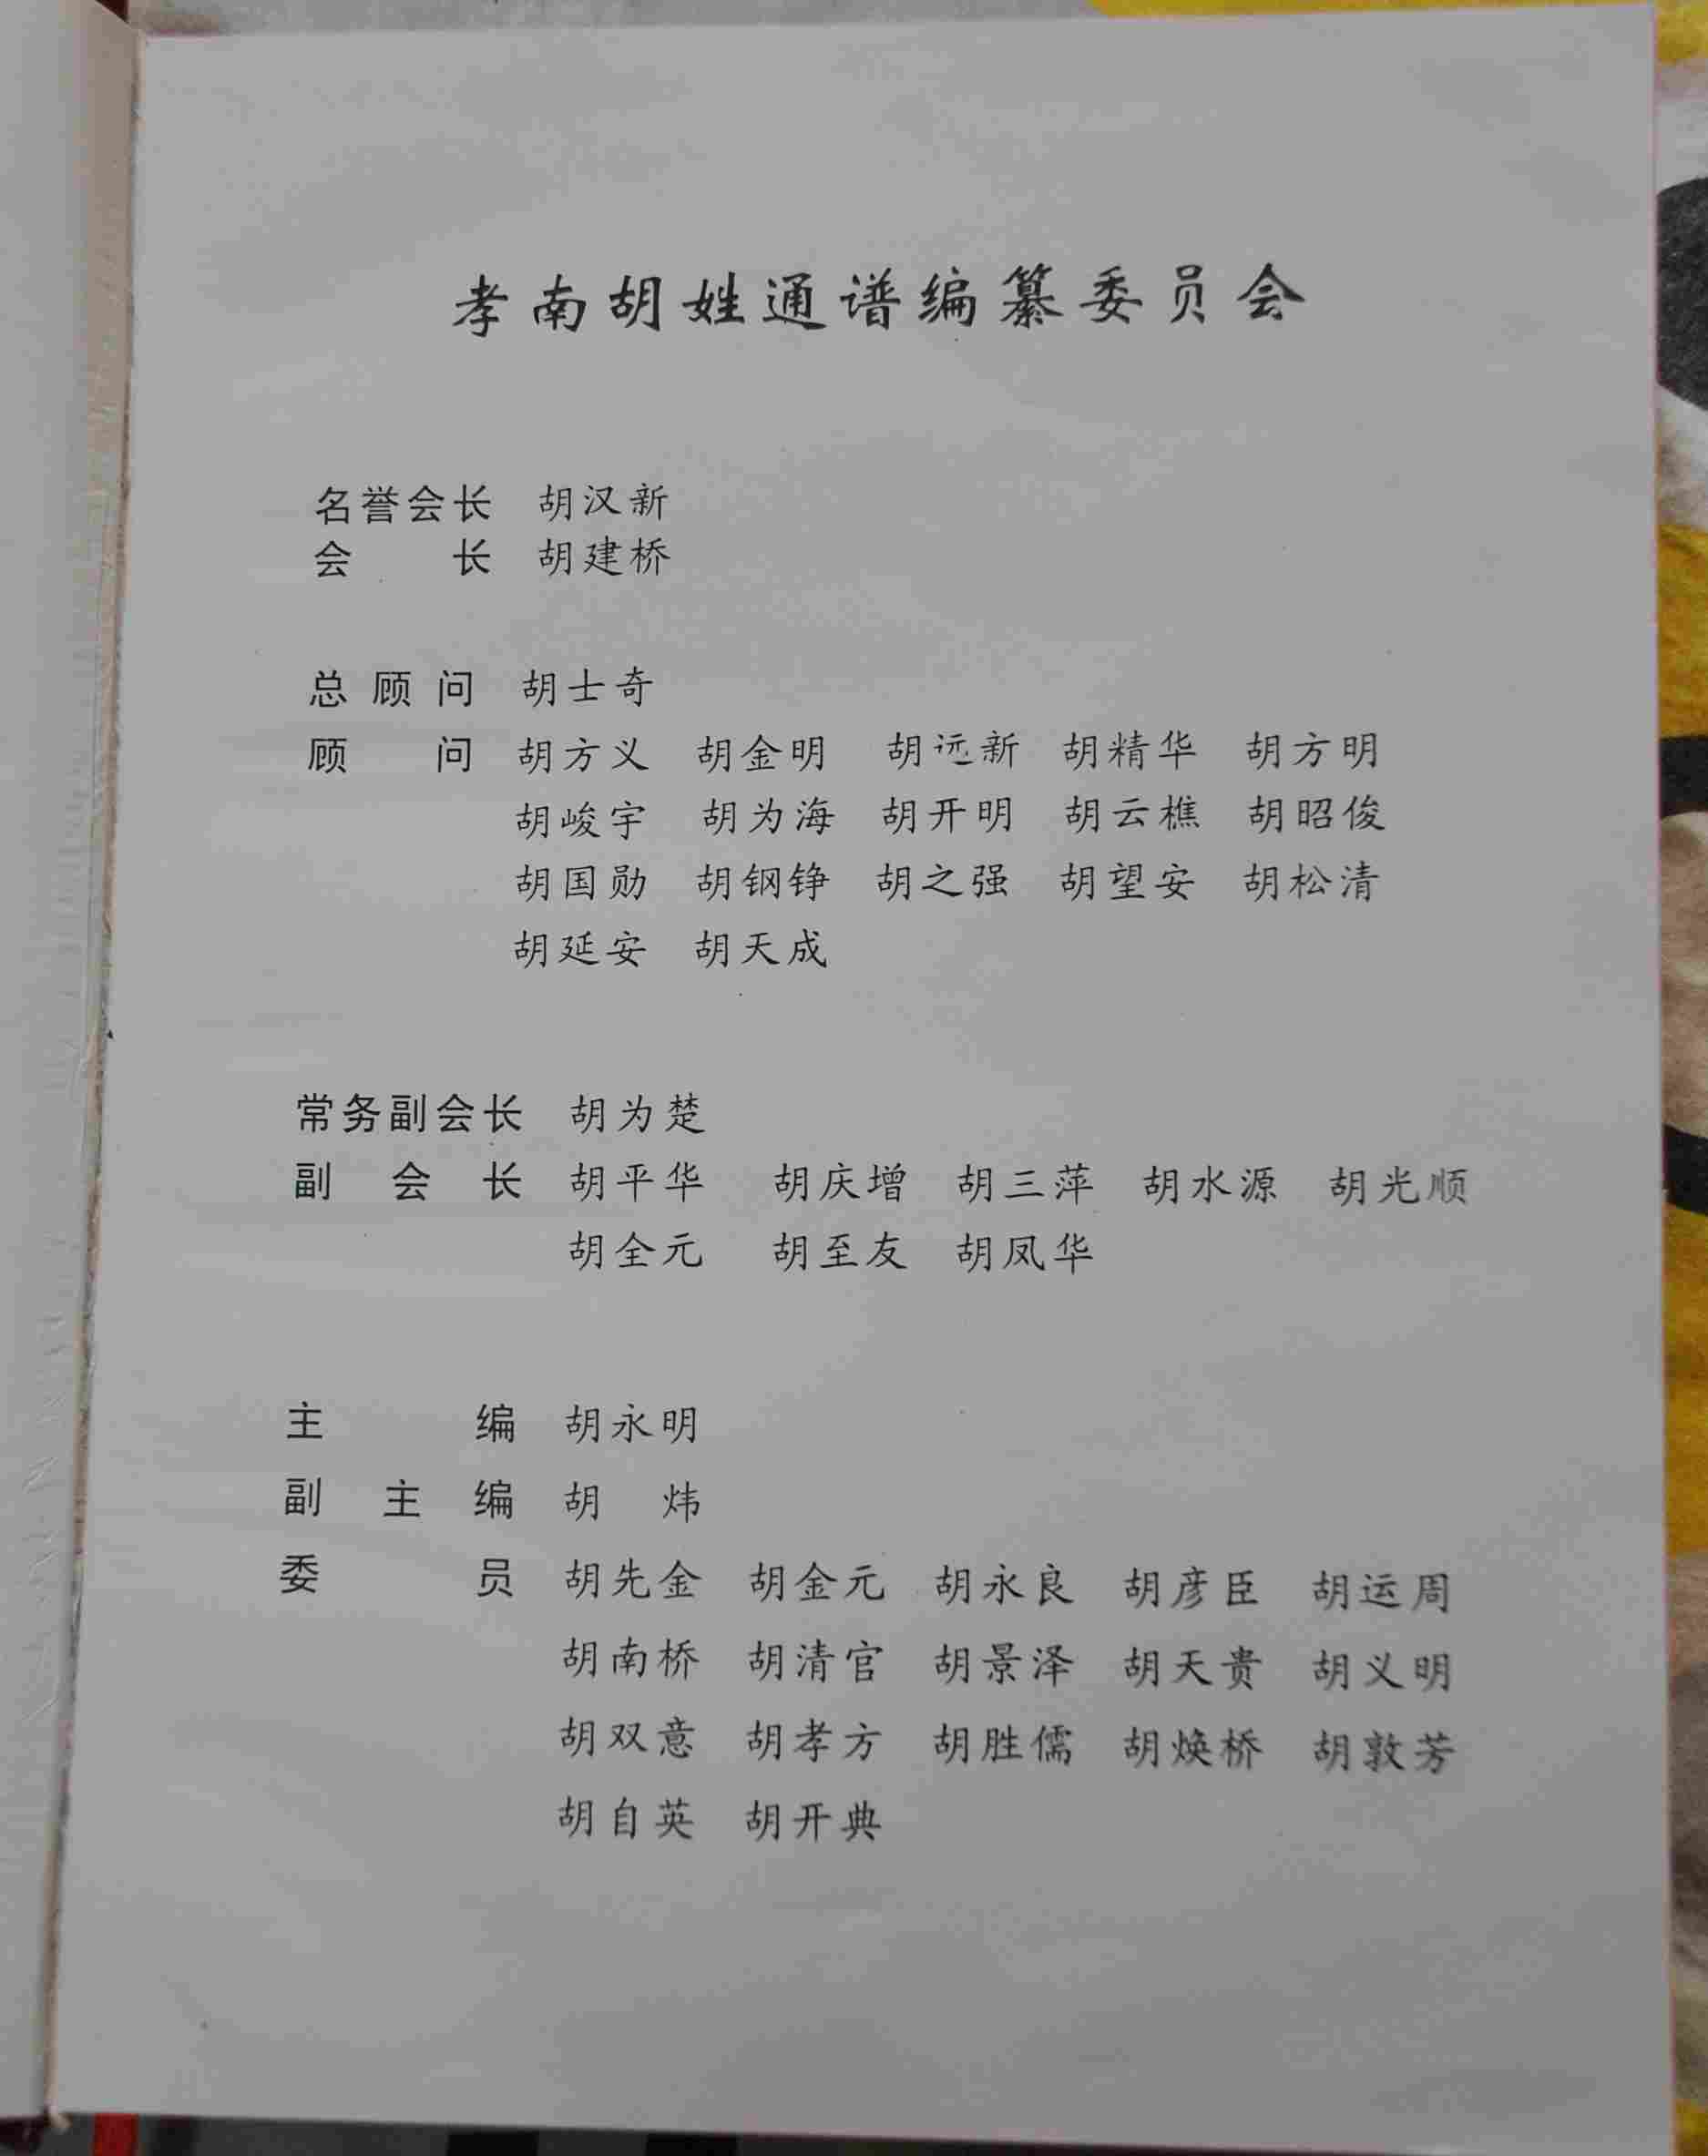 孝南胡姓通谱编纂委员会
名誉会长 胡汉新
会长 胡建桥
总顾问 胡士奇
顾问 胡方义 胡金明 胡远新 胡精华 胡方明
胡峻宇 胡为海 胡开明 胡云樵 胡昭俊
胡国勋 胡钢铮 胡之强 胡望安 胡松清
胡延安 胡天成
常务副会长 胡为楚
副会长 胡平华 胡庆增 胡三萍 胡水源 胡光顺
胡全元 胡至友 胡凤华
主编 胡永明
副主编 胡炜
委员 胡先金 胡金元 胡永良 胡彦臣 胡运周
胡南桥 胡清官 胡景泽 胡天贵 胡义明
胡双意 胡孝方 胡胜儒 胡焕桥 胡敦芳
胡自英 胡开典